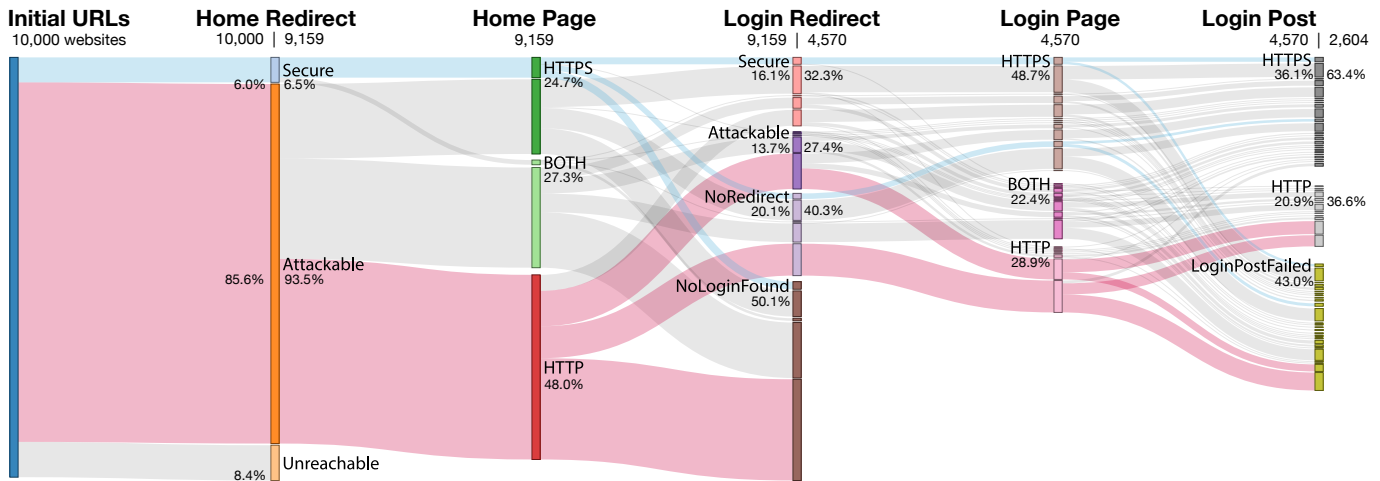 Initial URLs
10,000 websites
Home Redirect
10,000 | 9,159
Secure
6.0% 6.5%
Attackable
85.6% 93.5%
Unreachable
8.4%
Home Page
9,159
HTTPS
24.7%
BOTH
27.3%
HTTP
48.0%
Login Redirect
9,159 | 4,570
Secure
16.1% 32.3%
Attackable
13.7% 27.4%
NoRedirect
20.1% 40.3%
NoLoginFound
50.1%
Login Page
4,570
HTTPS
48.7%
BOTH
22.4%
HTTP
28.9%
Login Post
4,570 | 2,604
HTTPS
36.1% 63.4%
HTTP
20.9% 36.6%
LoginPostFailed
43.0%